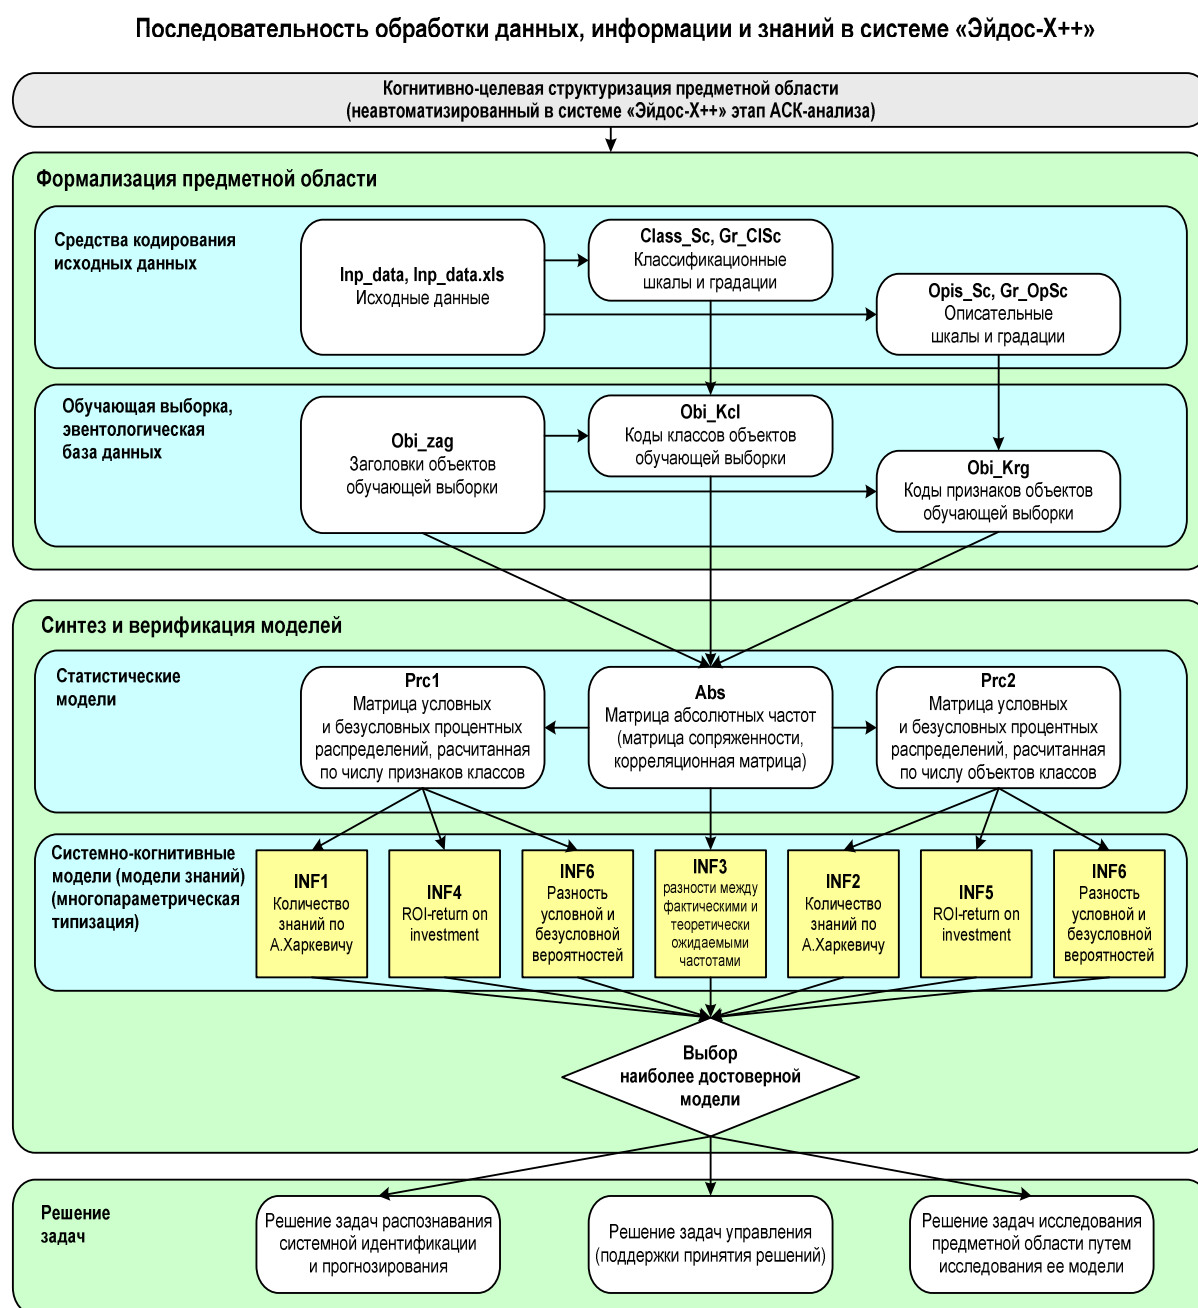 Последовательность обработки данных, информации и знаний в системе «Эйдос-X++»
Когнитивно-целевая структуризация предметной области
(неавтоматизированный в системе «Эйдос-X++» этап АСК-анализа)
Формализация предметной области
Средства кодирования
исходных данных
Inp_data, Inp_data.xls
Исходные данные
Class_Sc, Gr_ClSc
Классификационные
шкалы и градации
Opis_Sc, Gr_OpSc
Описательные
шкалы и градации
Обучающая выборка,
эвентологическая
база данных
Obi_zag
Заголовки объектов
обучающей выборки
Obi_Kcl
Коды классов объектов
обучающей выборки
Obi_Krg
Коды признаков объектов
обучающей выборки
Синтез и верификация моделей
Статистические
модели
Prc1
Матрица условных
и безусловных процентных
распределений, расчитанная
по числу признаков классов
Abs
Матрица абсолютных частот
(матрица сопряженности,
корреляционная матрица)
Prc2
Матрица условных
и безусловных процентных
распределений, расчитанная
по числу объектов классов
Системно-когнитивные
модели (модели знаний)
(многопараметрическая
типизация)
INF1
Количество
знаний по
А.Харкевичу
INF4
ROI-return on
investment
INF6
Разность
условной и
безусловной
вероятностей
INF3
разности между
фактическими и
теоретически
ожидаемыми
частотами
INF2
Количество
знаний по
А.Харкевичу
INF5
ROI-return on
investment
INF6
Разность
условной и
безусловной
вероятностей
Выбор
наиболее достоверной
модели
Решение
задач
Решение задач распознавания
системной идентификации
и прогнозирования
Решение задач управления
(поддержки принятия решений)
Решение задач исследования
предметной области путем
исследования ее модели